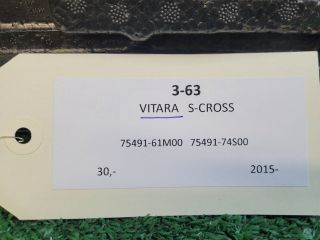 3-63
VITARA S-CROSS
75491-61M00 75491-74S00
30,- 2015-